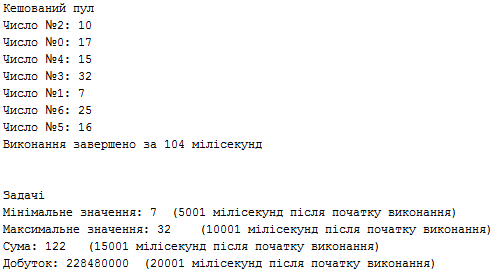 Кешований пул
Число №2: 10
Число №0: 17
Число №4: 15
Число №3: 32
Число №1: 7
Число №6: 25
Число №5: 16
Виконання завершено за 104 мілісекунд
Задачі
Мінімальне значення: 7  (5001 мілісекунд після початку виконання)
Максимальне значення: 32    (10001 мілісекунд після початку виконання)
Сума: 122   (15001 мілісекунд після початку виконання)
Добуток: 228480000  (20001 мілісекунд після початку виконання)